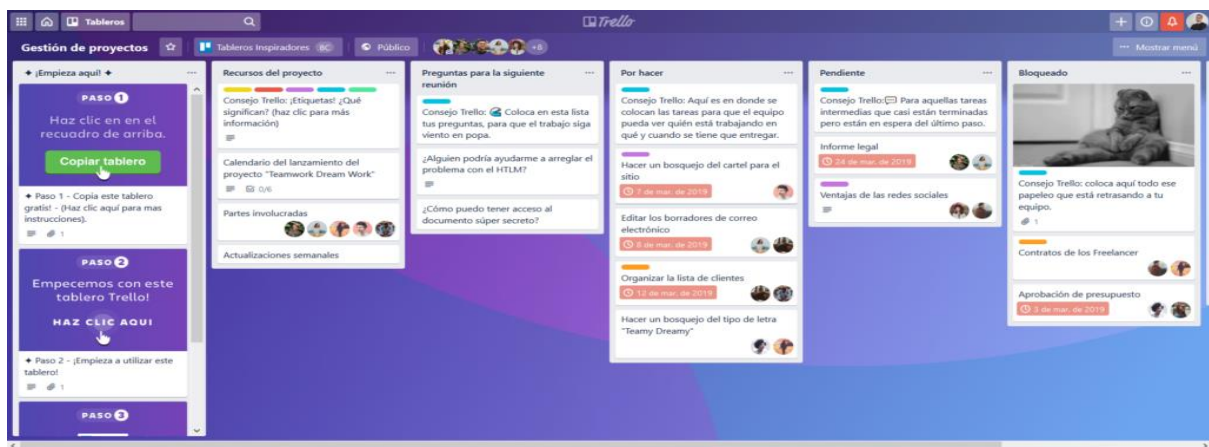 Tableros
Trello
Gestión de proyectos
Tableros Inspiradores BC
Público
+8
Mostrar menú
✦ ¡Empieza aquí! ✦
PASO 1
Haz clic en en el
recuadro de arriba.
Copiar tablero
✦ Paso 1 - Copia este tablero
gratis! - (Haz clic aquí para mas
instrucciones).
1
PASO 2
Empecemos con este
tablero Trello!
HAZ CLIC AQUI
✦ Paso 2 - ¡Empieza a utilizar este
tablero!
1
PASO 3
Recursos del proyecto
Consejo Trello: ¡Etiquetas! ¿Qué
significan? (haz clic para más
información)
Calendario del lanzamiento del
proyecto "Teamwork Dream Work"
0/6
Partes involucradas
Actualizaciones semanales
Preguntas para la siguiente
reunión
Consejo Trello: Coloca en esta lista
tus preguntas, para que el trabajo siga
viento en popa.
¿Alguien podría ayudarme a arreglar el
problema con el HTLM?
¿Cómo puedo tener acceso al
documento súper secreto?
Por hacer
Consejo Trello: Aquí es en donde se
colocan las tareas para que el equipo
pueda ver quién está trabajando en
qué y cuando se tiene que entregar.
Hacer un bosquejo del cartel para el
sitio
7 de mar. de 2019
Editar los borradores de correo
electrónico
8 de mar. de 2019
Organizar la lista de clientes
12 de mar. de 2019
Hacer un bosquejo del tipo de letra
"Teamy Dreamy"
Pendiente
Consejo Trello: Para aquellas tareas
intermedias que casi están terminadas
pero están en espera del último paso.
Informe legal
24 de mar. de 2019
Ventajas de las redes sociales
Bloqueado
Consejo Trello: coloca aquí todo ese
papeleo que está retrasando a tu
equipo.
1
Contratos de los Freelancer
Aprobación de presupuesto
3 de mar. de 2019